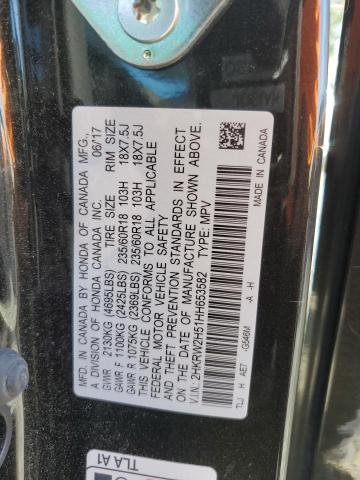 MFD. IN CANADA BY HONDA OF CANADA MFG.,
A DIVISION OF HONDA CANADA INC. 06/17
TIRE SIZE RIM SIZE
GVWR 2130KG (4695LBS)
GAWR F 1100KG (2425LBS) 235/60R18 103H 18X7.5J
GAWR R 1075KG (2369LBS) 235/60R18 103H 18X7.5J
THIS VEHICLE CONFORMS TO ALL APPLICABLE
FEDERAL MOTOR VEHICLE SAFETY
AND THEFT PREVENTION STANDARDS IN EFFECT
ON THE DATE OF MANUFACTURE SHOWN ABOVE.
V.I.N.: 2HKRW2H51HH653582 TYPE: MPV
TLJ H AE7 -G546M -A -H
MADE IN CANADA
TLA A1